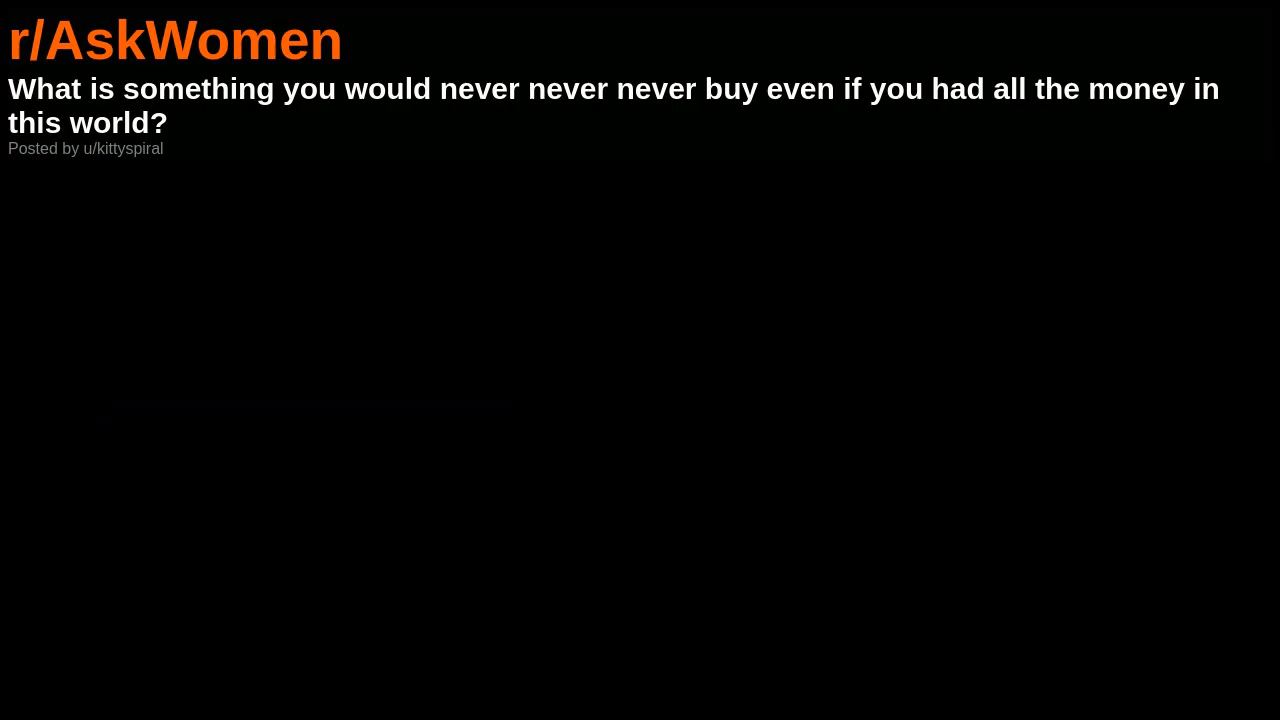 r/AskWomen
What is something you would never never never buy even if you had all the money in
this world?
Posted by u/kittyspiral